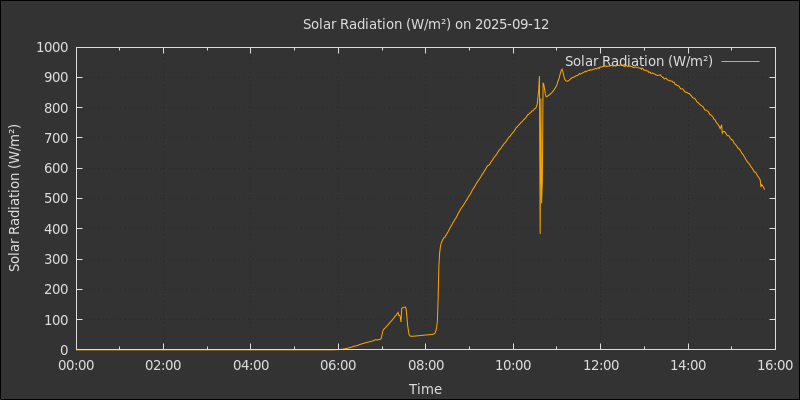 Solar Radiation (W/m²) on 2025-09-12
Solar Radiation (W/m²)
Solar Radiation (W/m²)
1000
900
800
700
600
500
400
300
200
100
0
00:00 02:00 04:00 06:00 08:00 10:00 12:00 14:00 16:00
Time